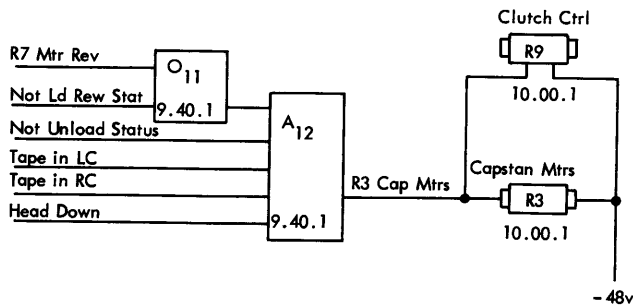 Clutch Ctrl
R9
10.00.1
R7 Mtr Rev
O 11
Not Ld Rew Stat
9.40.1
A 12
Not Unload Status
Tape in LC
Tape in RC
Head Down
9.40.1
R3 Cap Mtrs
Capstan Mtrs
R3
10.00.1
-48v